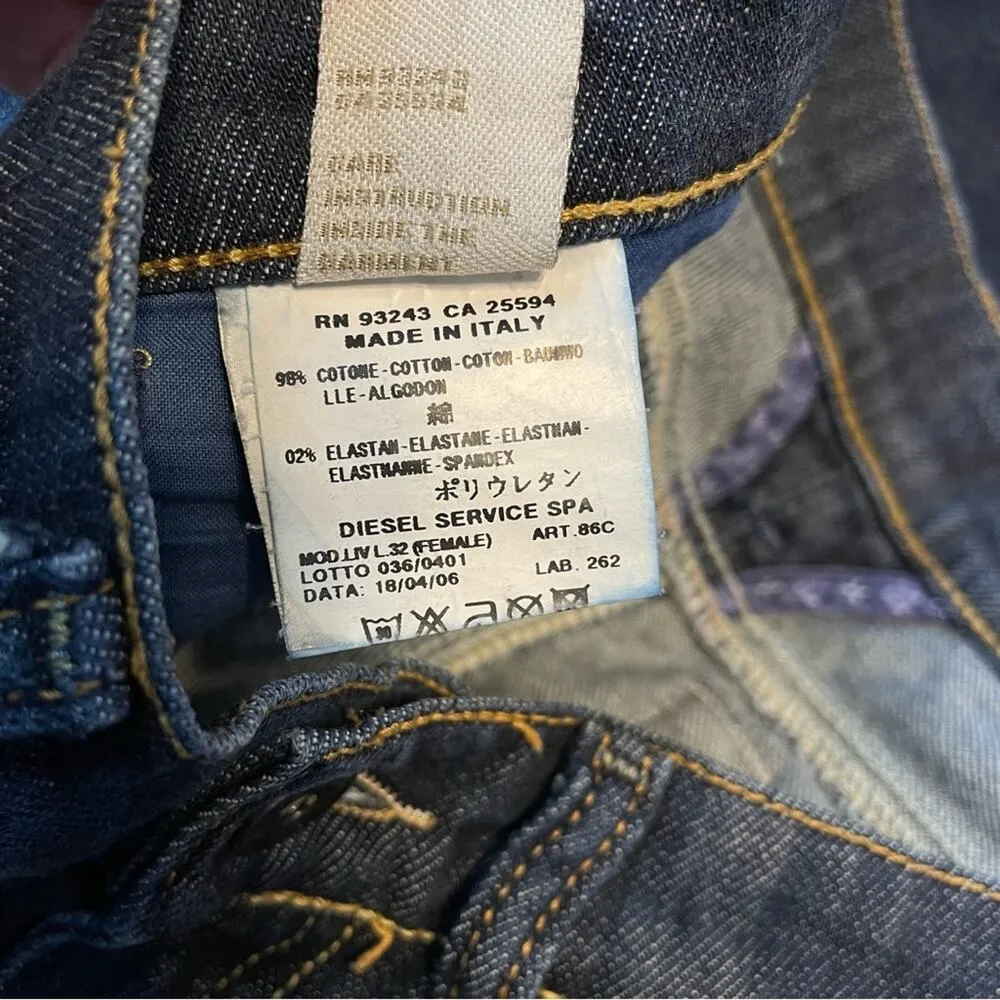 RN 93243
CA 25594
CARE
INSTRUCTION
INSIDE THE
GARMENT
RN 93243 CA 25594
MADE IN ITALY
98% COTONE-COTTON-COTON-BAUMWO
LLE-ALGODON
綿
02% ELASTAN-ELASTANE-ELASTHAN-
ELASTHANNE-SPANDEX
ポリウレタン
DIESEL SERVICE SPA
MOD.LIV L.32 (FEMALE) ART.86C
LOTTO 036/0401
DATA: 18/04/06 LAB. 262
30